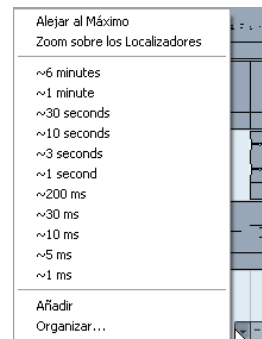 Alejar al Máximo
Zoom sobre los Localizadores
~6 minutes
~1 minute
~30 seconds
~10 seconds
~3 seconds
~1 second
~200 ms
~30 ms
~10 ms
~5 ms
~1 ms
Añadir
Organizar...